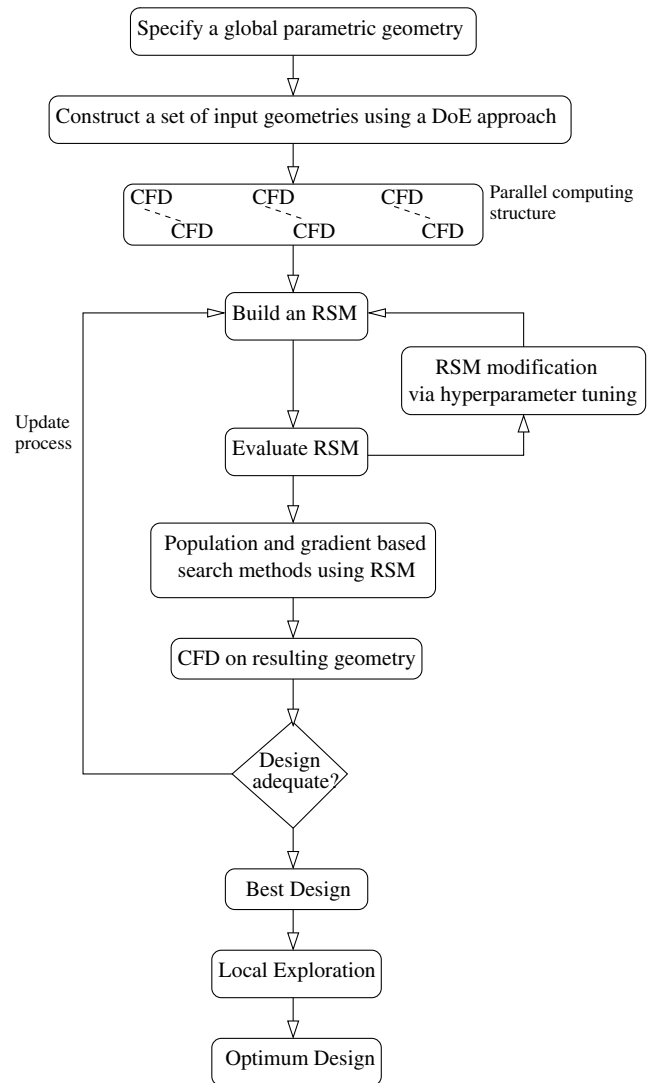 Specify a global parametric geometry
Construct a set of input geometries using a DoE approach
CFD CFD CFD
CFD CFD CFD
Parallel computing
structure
Build an RSM
RSM modification
via hyperparameter tuning
Update
process
Evaluate RSM
Population and gradient based
search methods using RSM
CFD on resulting geometry
Design
adequate?
Best Design
Local Exploration
Optimum Design